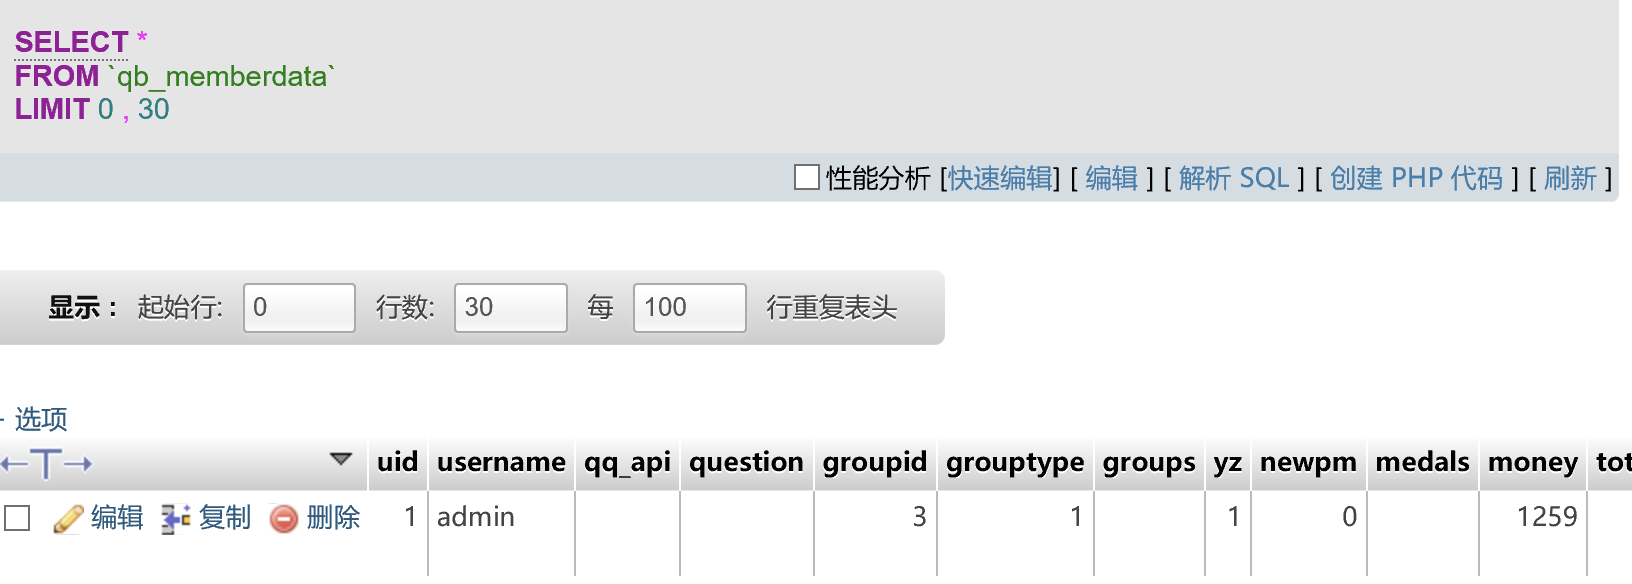 SELECT *
FROM `qb_memberdata`
LIMIT 0 , 30
性能分析 [快速编辑] [ 编辑 ] [ 解析 SQL ] [ 创建 PHP 代码 ] [ 刷新 ]
显示： 起始行: 0 行数: 30 每 100 行重复表头
选项
←T→ uid username qq_api question groupid grouptype groups yz newpm medals money tot
编辑 复制 删除 1 admin 3 1 1 0 1259